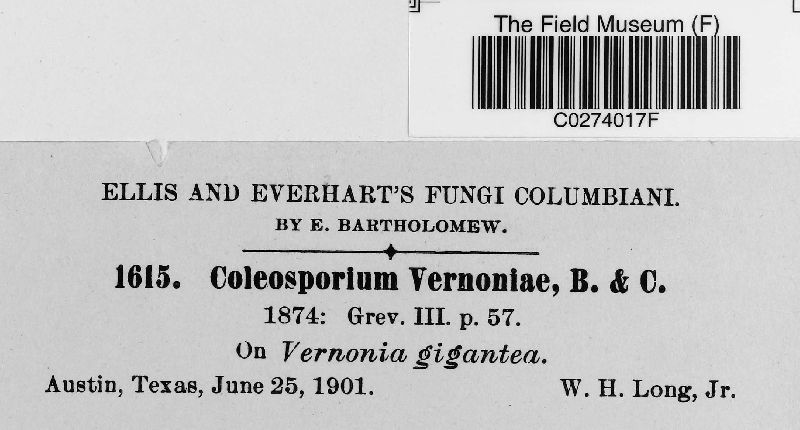 The Field Museum (F)
C0274017F
ELLIS AND EVERHART'S FUNGI COLUMBIANI.
BY E. BARTHOLOMEW.
1615. Coleosporium Vernoniae, B. & C.
1874: Grev. III. p. 57.
On Vernonia gigantea.
Austin, Texas, June 25, 1901. W. H. Long, Jr.